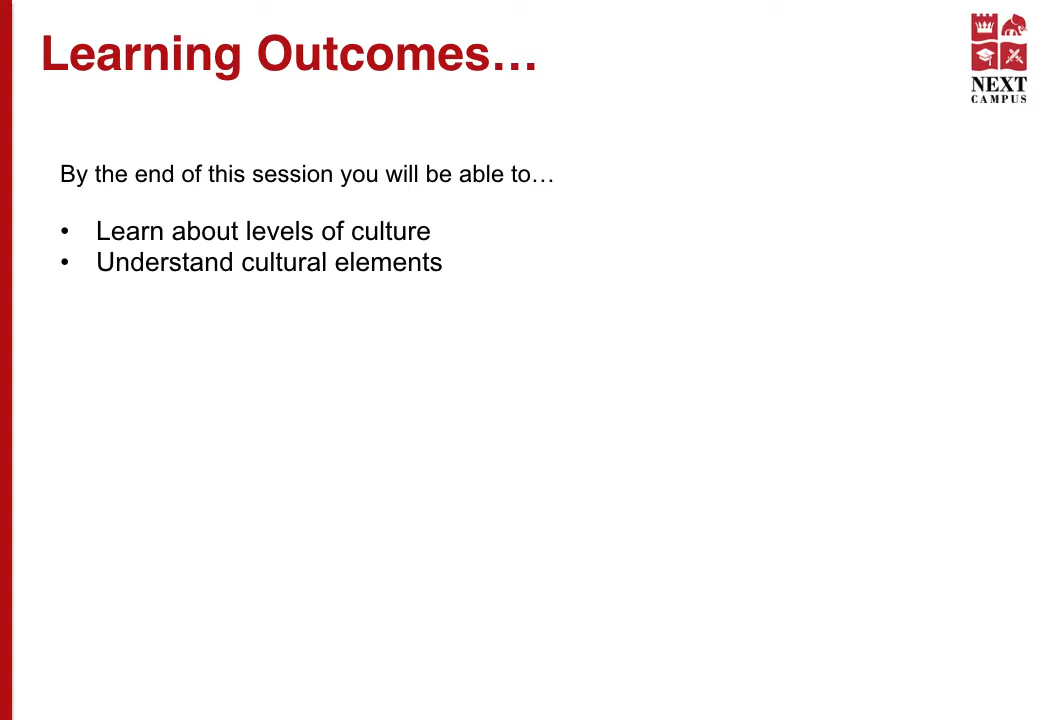 Learning Outcomes…
NEXT
CAMPUS
By the end of this session you will be able to…
• Learn about levels of culture
• Understand cultural elements